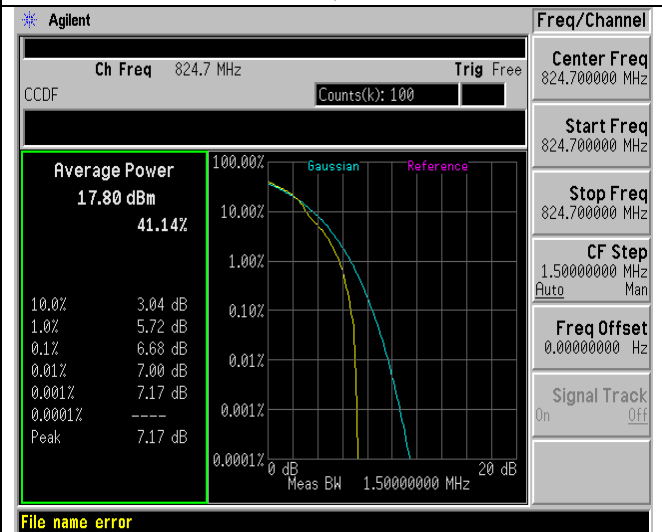 Agilent
Freq/Channel
Ch Freq 824.7 MHz Trig Free
CCDF Counts(k): 100
Center Freq
824.700000 MHz
Start Freq
824.700000 MHz
Stop Freq
824.700000 MHz
CF Step
1.50000000 MHz
Auto Man
Freq Offset
0.00000000 Hz
Signal Track
On Off
Average Power
17.80 dBm
41.14%
10.0% 3.04 dB
1.0% 5.72 dB
0.1% 6.68 dB
0.01% 7.00 dB
0.001% 7.17 dB
0.0001% ----
Peak 7.17 dB
Gaussian Reference
100.00%
10.00%
1.00%
0.10%
0.01%
0.001%
0.0001%
0 dB 20 dB
Meas BW 1.50000000 MHz
File name error